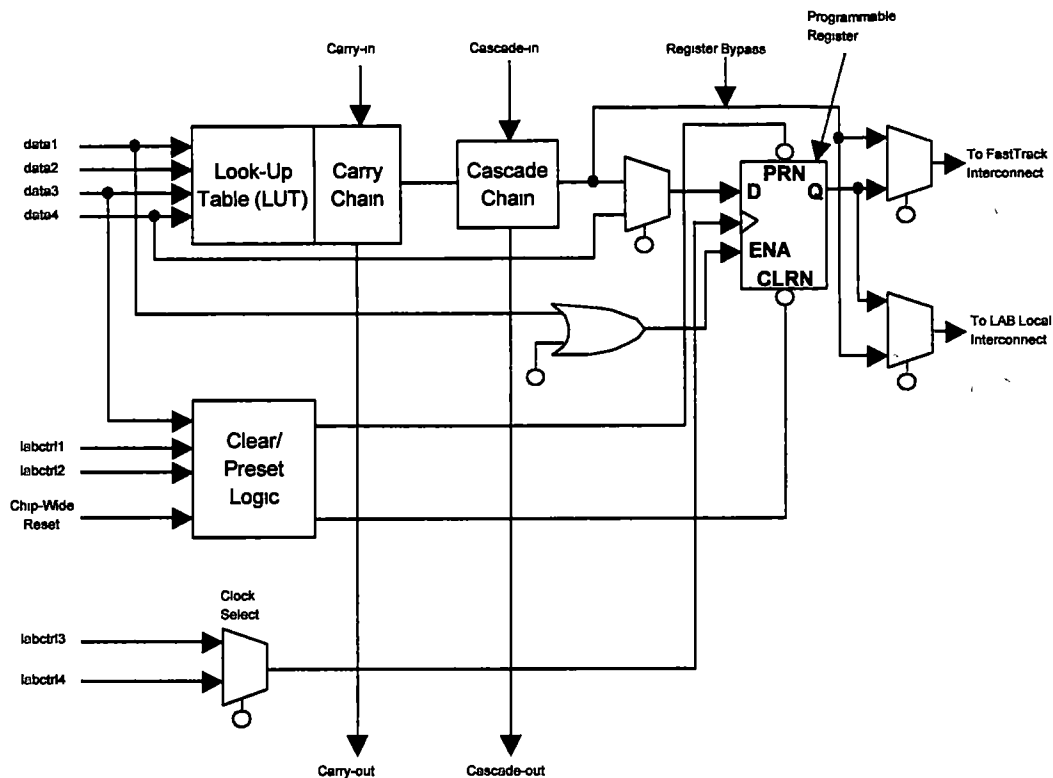 Programmable
Register
Carry-in
Cascade-in
Register Bypass
data1
data2
data3
data4
Look-Up
Table (LUT)
Carry
Chain
Cascade
Chain
PRN
D
Q
ENA
CLRN
To FastTrack
Interconnect
To LAB Local
Interconnect
labctrl1
labctrl2
Chip-Wide
Reset
Clear/
Preset
Logic
Clock
Select
labctrl3
labctrl4
Carry-out
Cascade-out